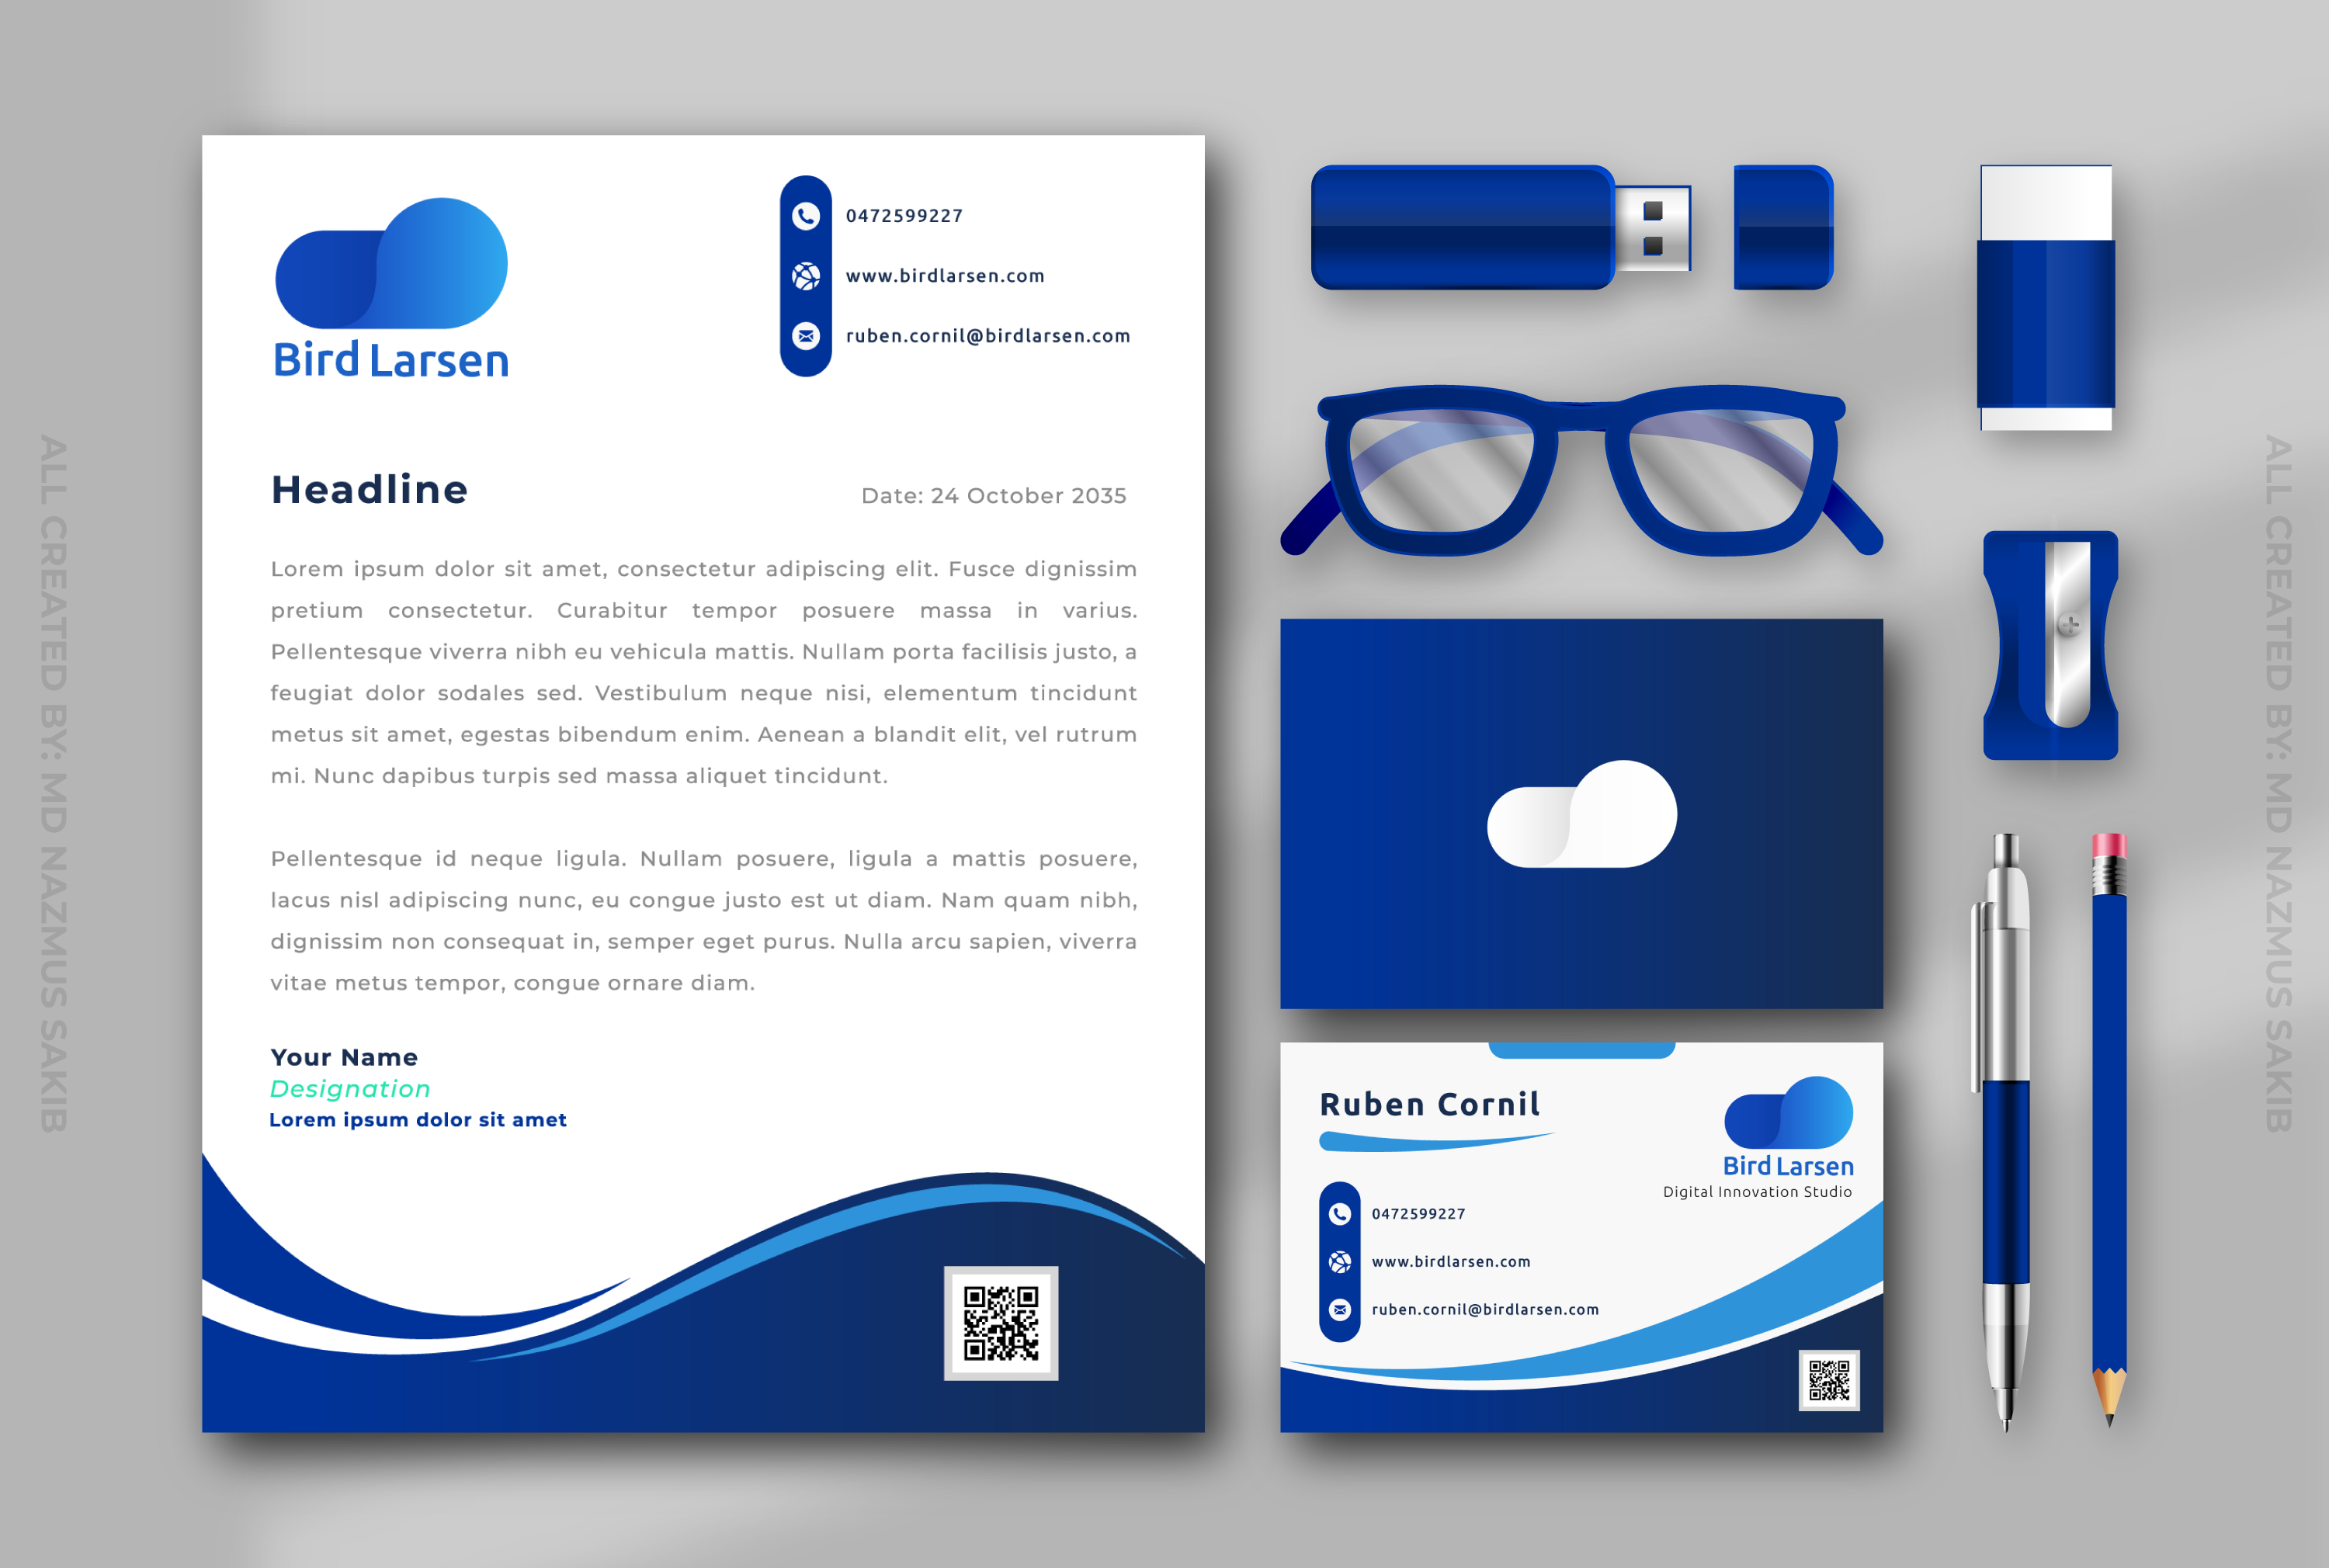 ALL CREATED BY: MD NAZMUS SAKIB
Bird Larsen
0472599227
www.birdlarsen.com
ruben.cornil@birdlarsen.com
Headline
Date: 24 October 2035
Lorem ipsum dolor sit amet, consectetur adipiscing elit. Fusce dignissim
pretium consectetur. Curabitur tempor posuere massa in varius.
Pellentesque viverra nibh eu vehicula mattis. Nullam porta facilisis justo, a
feugiat dolor sodales sed. Vestibulum neque nisi, elementum tincidunt
metus sit amet, egestas bibendum enim. Aenean a blandit elit, vel rutrum
mi. Nunc dapibus turpis sed massa aliquet tincidunt.
Pellentesque id neque ligula. Nullam posuere, ligula a mattis posuere,
lacus nisl adipiscing nunc, eu congue justo est ut diam. Nam quam nibh,
dignissim non consequat in, semper eget purus. Nulla arcu sapien, viverra
vitae metus tempor, congue ornare diam.
Your Name
Designation
Lorem ipsum dolor sit amet
Ruben Cornil
Bird Larsen
Digital Innovation Studio
0472599227
www.birdlarsen.com
ruben.cornil@birdlarsen.com
ALL CREATED BY: MD NAZMUS SAKIB